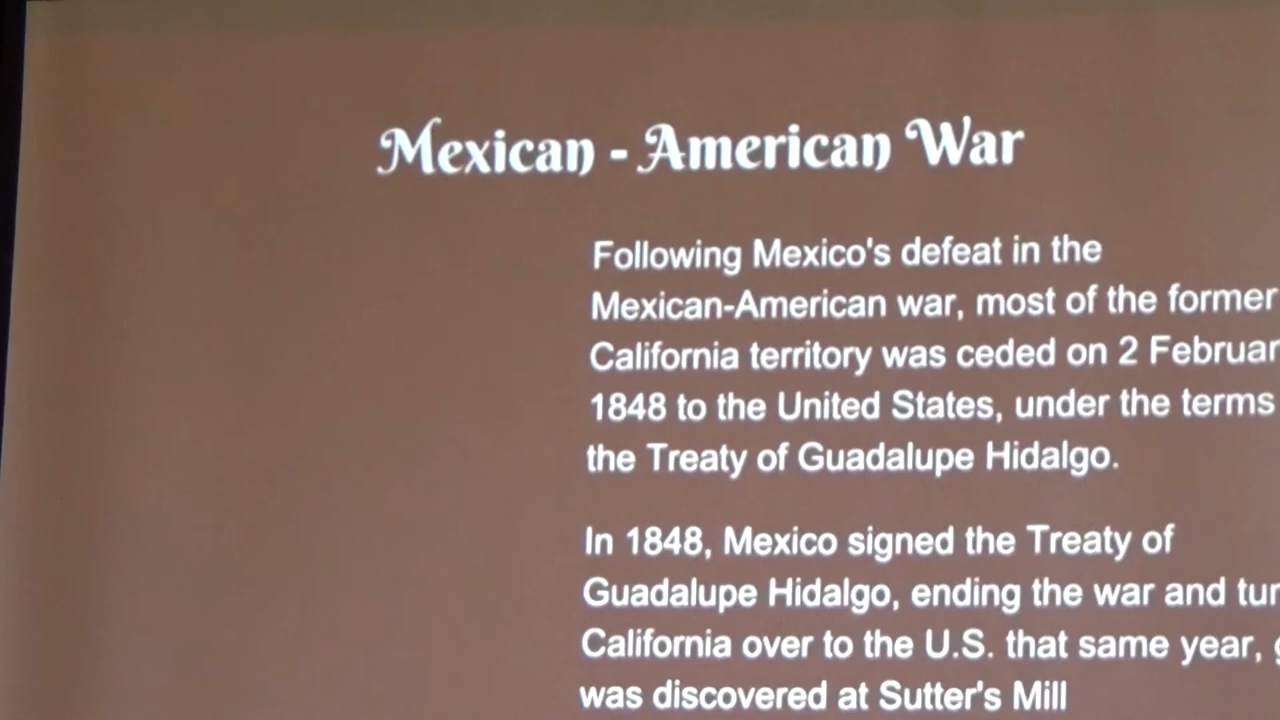 Mexican - American War
Following Mexico's defeat in the
Mexican-American war, most of the former
California territory was ceded on 2
1848 to the United States, under the terms
the Treaty of Guadalupe Hidalgo.
In 1848, Mexico signed the Treaty of
Guadalupe Hidalgo, ending the war and
California over to the U.S. that same year,
was discovered at Sutter's Mill